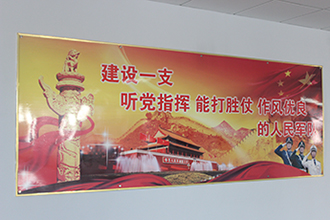 建设一支
听党指挥 能打胜仗 作风优良
的人民军队